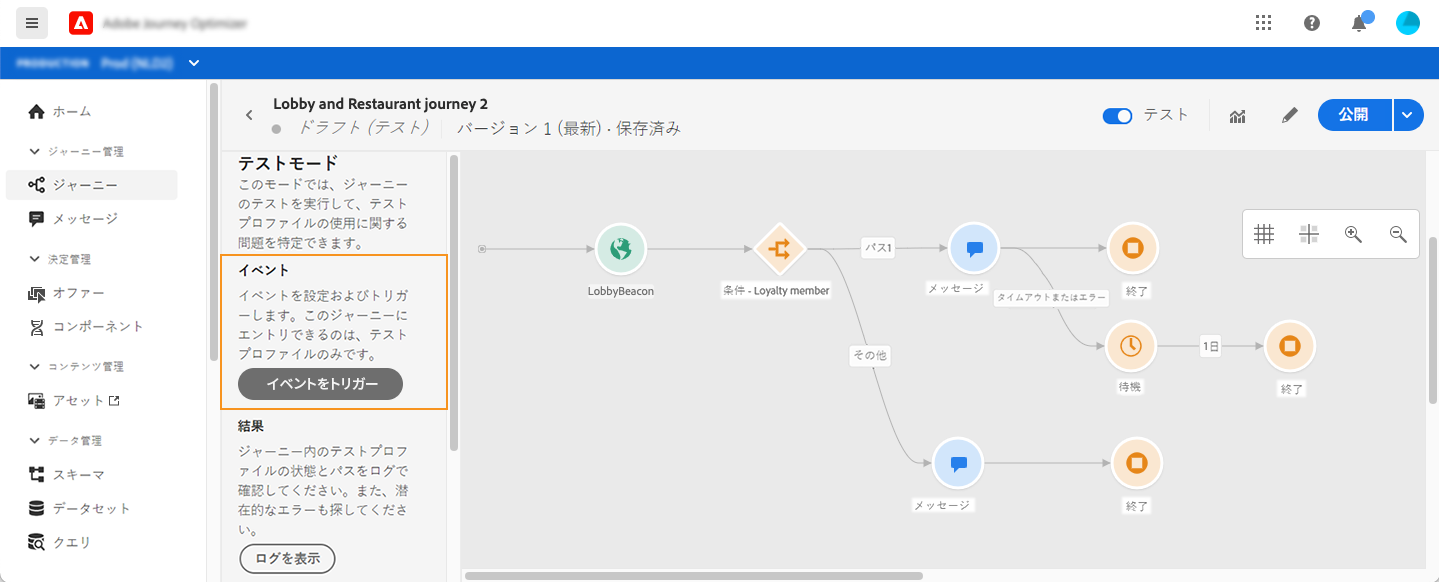 Adobe Journey Optimizer
PRODUCTION Prod (NLD2)
ホーム
ジャーニー管理
ジャーニー
メッセージ
決定管理
オファー
コンポーネント
コンテンツ管理
アセット
データ管理
スキーマ
データセット
クエリ
Lobby and Restaurant journey 2
ドラフト (テスト) バージョン 1 (最新) · 保存済み
テスト
公開
テストモード
このモードでは、ジャーニー
のテストを実行して、テスト
プロファイルの使用に関する
問題を特定できます。
イベント
イベントを設定およびトリガ
ーします。このジャーニーに
エントリできるのは、テスト
プロファイルのみです。
イベントをトリガー
結果
ジャーニー内のテストプロフ
ァイルの状態とパスをログで
確認してください。また、潜
在的なエラーも探してくださ
い。
ログを表示
LobbyBeacon
条件 - Loyalty member
パス1
メッセージ
終了
タイムアウトまたはエラー
その他
待機
1日
終了
メッセージ
終了